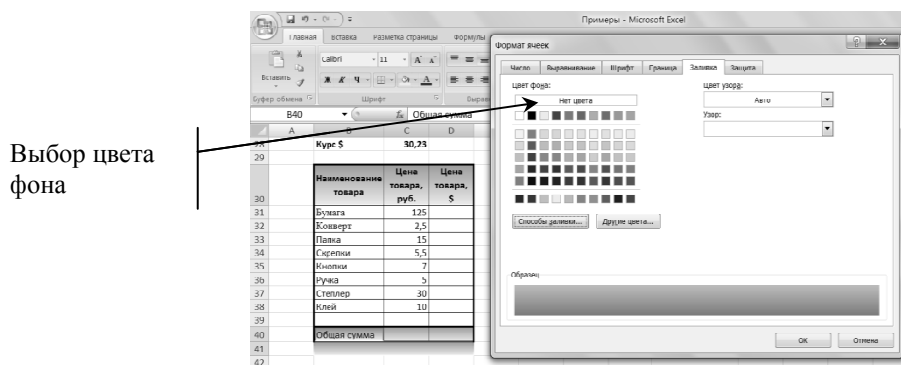 Примеры - Microsoft Excel
Главная Вставка Разметка страницы Формулы
Вставить
Calibri 11 А А
Ж К Ч А
Буфер обмена Шрифт
B40 fx Общая сумма
A B C D
Выбор цвета
фона
28 Курс $ 30,23
29
30 Наименование товара Цена товара, руб. Цена товара, $
31 Бумага 125
32 Конверт 2,5
33 Папка 15
34 Скрепки 5,5
35 Кнопки 7
36 Ручка 5
37 Степлер 30
38 Клей 10
39
40 Общая сумма
41
42
Формат ячеек
Число Выравнивание Шрифт Граница Заливка Защита
Цвет фона: Цвет узора:
Нет цвета Авто
Узор:
Способы заливки... Другие цвета...
Образец
ОК Отмена